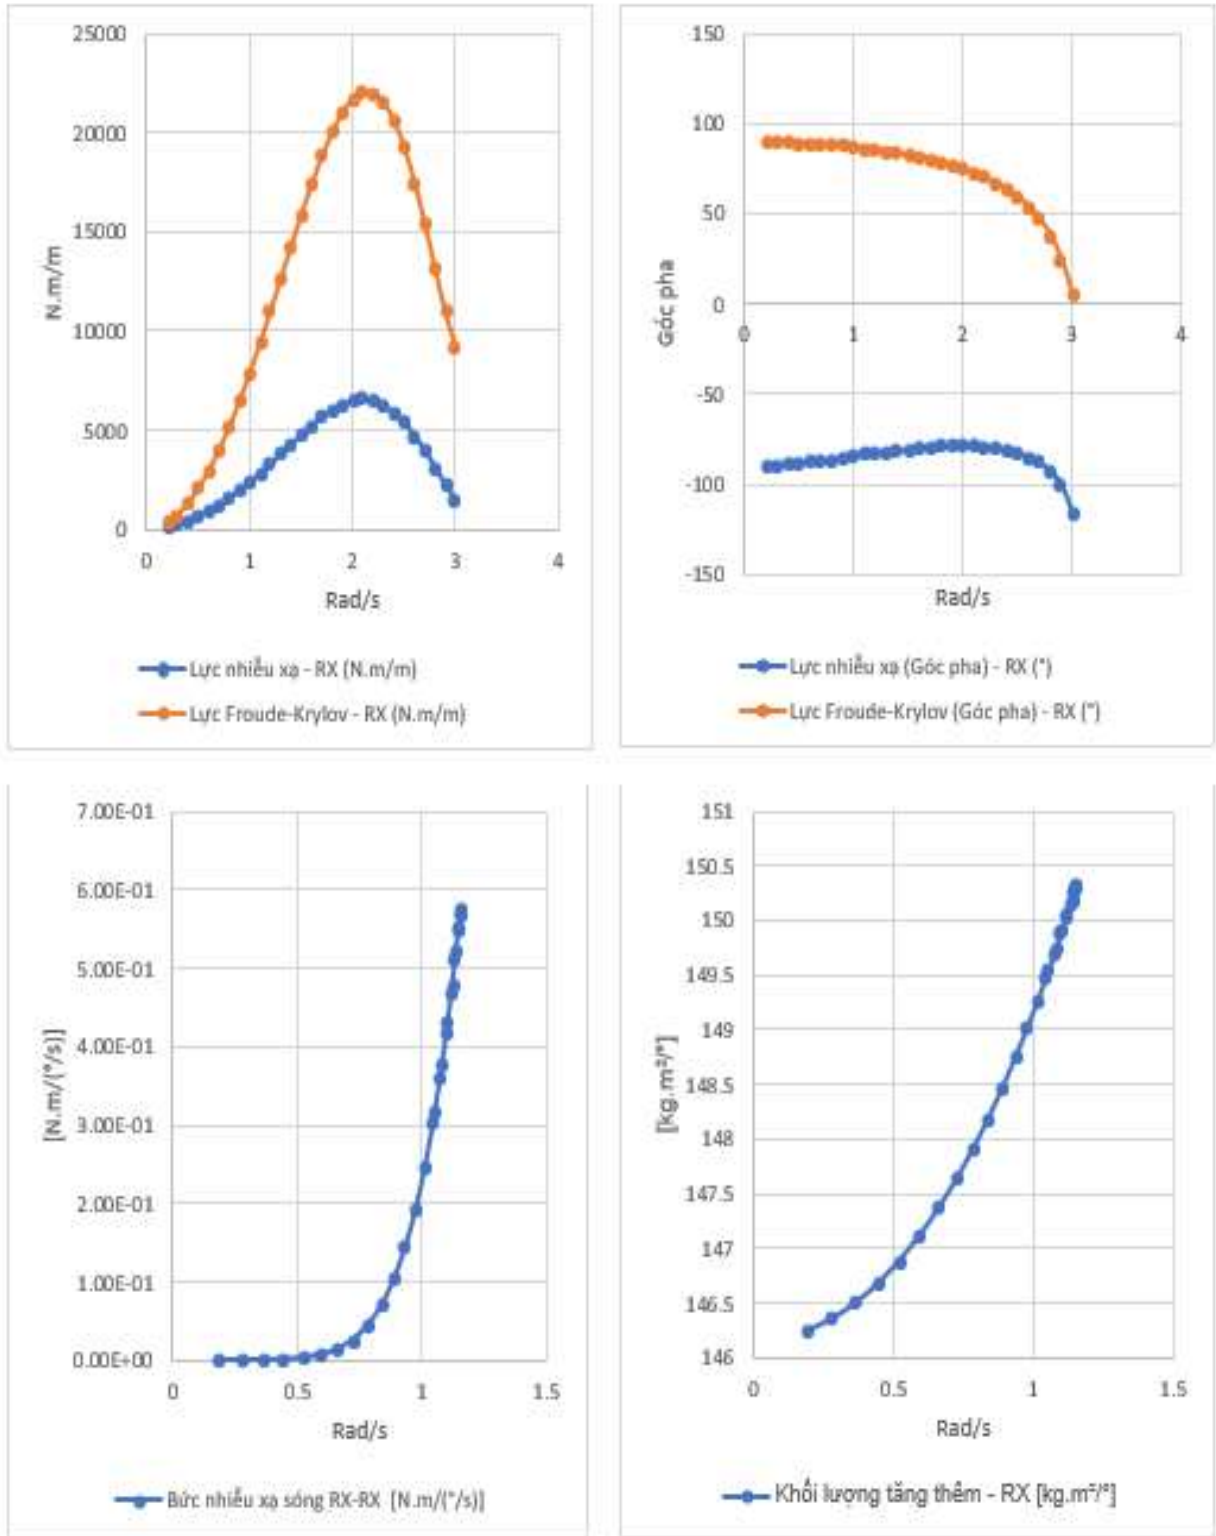 25000
20000
15000
10000
5000
0
N.m/m
0 1 2 3 4
Rad/s
Lực nhiễu xạ - RX (N.m/m)
Lực Froude-Krylov - RX (N.m/m)
150
100
50
0
-50
-100
-150
Góc pha
0 1 2 3 4
Rad/s
Lực nhiễu xạ (Góc pha) - RX (°)
Lực Froude-Krylov (Góc pha) - RX (°)
7.00E-01
6.00E-01
5.00E-01
4.00E-01
3.00E-01
2.00E-01
1.00E-01
0.00E+00
[N.m/(°/s)]
0 0.5 1 1.5
Rad/s
Bức nhiễu xạ sóng RX-RX [N.m/(°/s)]
151
150.5
150
149.5
149
148.5
148
147.5
147
146.5
146
[kg.m²/°]
0 0.5 1 1.5
Rad/s
Khối lượng tăng thêm - RX [kg.m²/°]